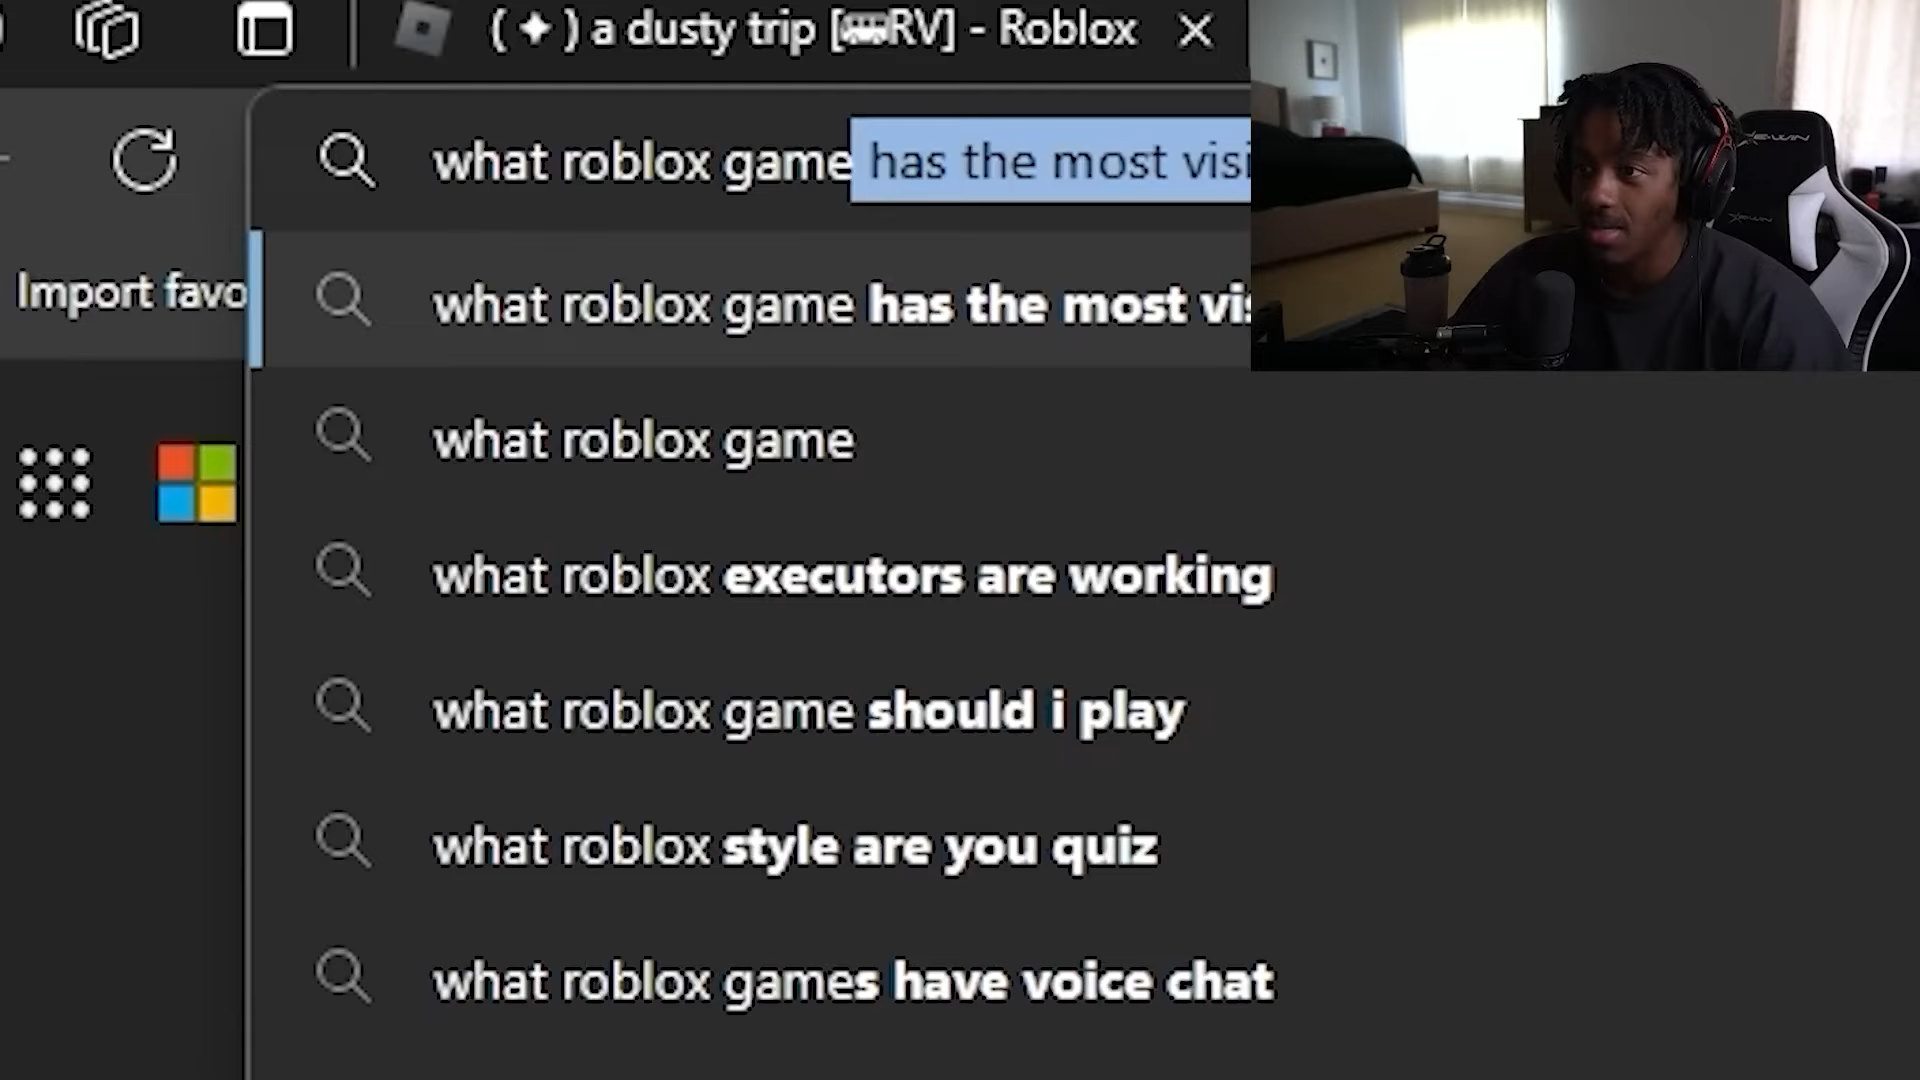 ( ✦ ) a dusty trip [🚌RV] - Roblox
what roblox game has the most visi
Import favo
what roblox game has the most vis
what roblox game
what roblox executors are working
what roblox game should i play
what roblox style are you quiz
what roblox games have voice chat